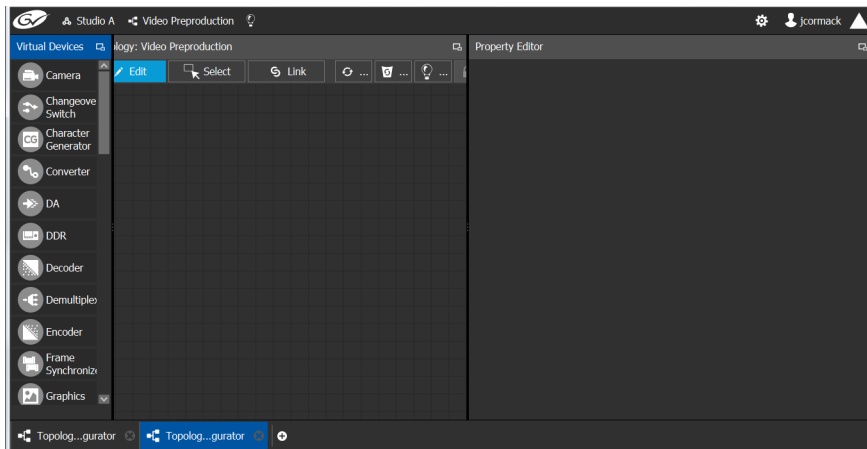 Studio A Video Preproduction jcormack
Virtual Devices
ology: Video Preproduction
Property Editor
Edit Select Link ... ... ...
Camera
Changeove
Switch
CG Character
Generator
Converter
DA
DDR
Decoder
Demultiplex
Encoder
Frame
Synchronize
Graphics
Topolog...gurator Topolog...gurator